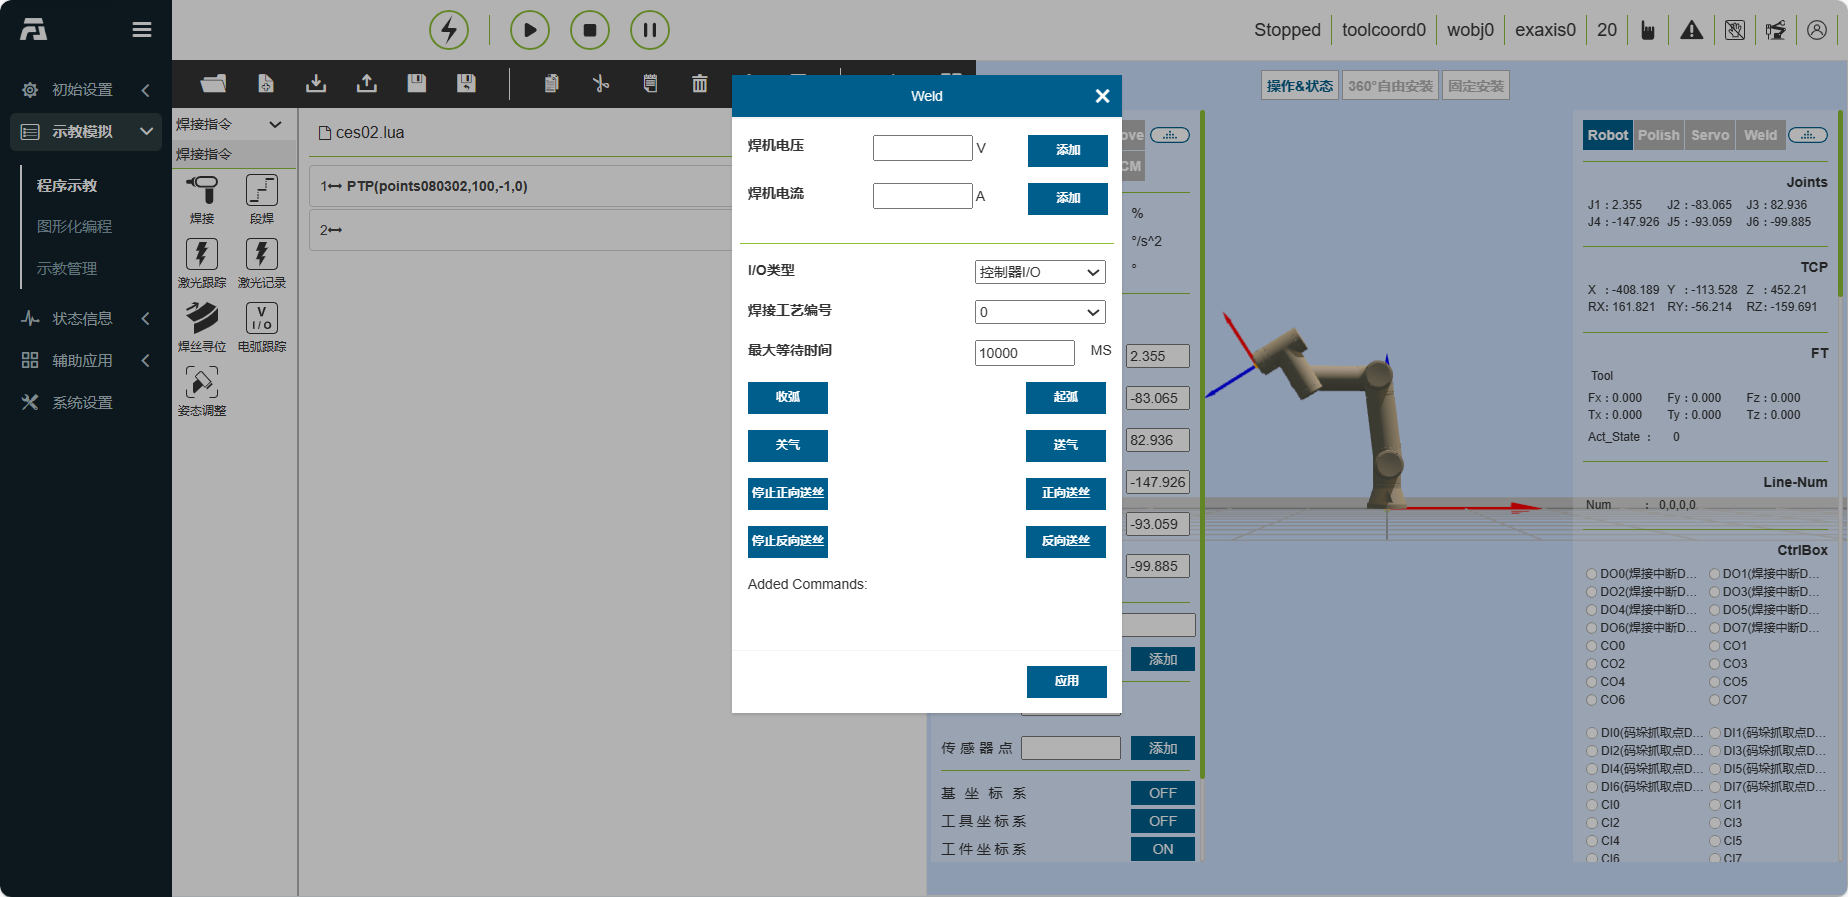 Stopped
toolcoord0
wobj0
exaxis0
20
初始设置
示教模拟
程序示教
图形化编程
示教管理
状态信息
辅助应用
系统设置
焊接指令
焊接指令
焊接
段焊
激光跟踪
激光记录
焊丝寻位
V
I/O
电弧跟踪
姿态调整
ces02.lua
1 PTP(points080302,100,-1,0)
2
Weld
焊机电压
V
添加
焊机电流
A
添加
I/O类型
控制器I/O
焊接工艺编号
0
最大等待时间
10000
MS
收弧
起弧
关气
送气
停止正向送丝
正向送丝
停止反向送丝
反向送丝
Added Commands:
应用
ove
CM
%
°/s^2
°
2.355
-83.065
82.936
-147.926
-93.059
-99.885
添加
传感器点
添加
基坐标系
OFF
工具坐标系
OFF
工件坐标系
ON
操作&状态
360°自由安装
固定安装
Robot
Polish
Servo
Weld
Joints
J1 : 2.355 J2 : -83.065 J3 : 82.936
J4 : -147.926 J5 : -93.059 J6 : -99.885
TCP
X : -408.189 Y : -113.528 Z : 452.21
RX: 161.821 RY: -56.214 RZ: -159.691
FT
Tool
Fx : 0.000 Fy : 0.000 Fz : 0.000
Tx : 0.000 Ty : 0.000 Tz : 0.000
Act_State : 0
Line-Num
Num : 0,0,0,0
CtrlBox
DO0(焊接中断D... DO1(焊接中断D...
DO2(焊接中断D... DO3(焊接中断D...
DO4(焊接中断D... DO5(焊接中断D...
DO6(焊接中断D... DO7(焊接中断D...
CO0 CO1
CO2 CO3
CO4 CO5
CO6 CO7
DI0(码垛抓取点D... DI1(码垛抓取点D...
DI2(码垛抓取点D... DI3(码垛抓取点D...
DI4(码垛抓取点D... DI5(码垛抓取点D...
DI6(码垛抓取点D... DI7(码垛抓取点D...
CI0 CI1
CI2 CI3
CI4 CI5
CI6 CI7